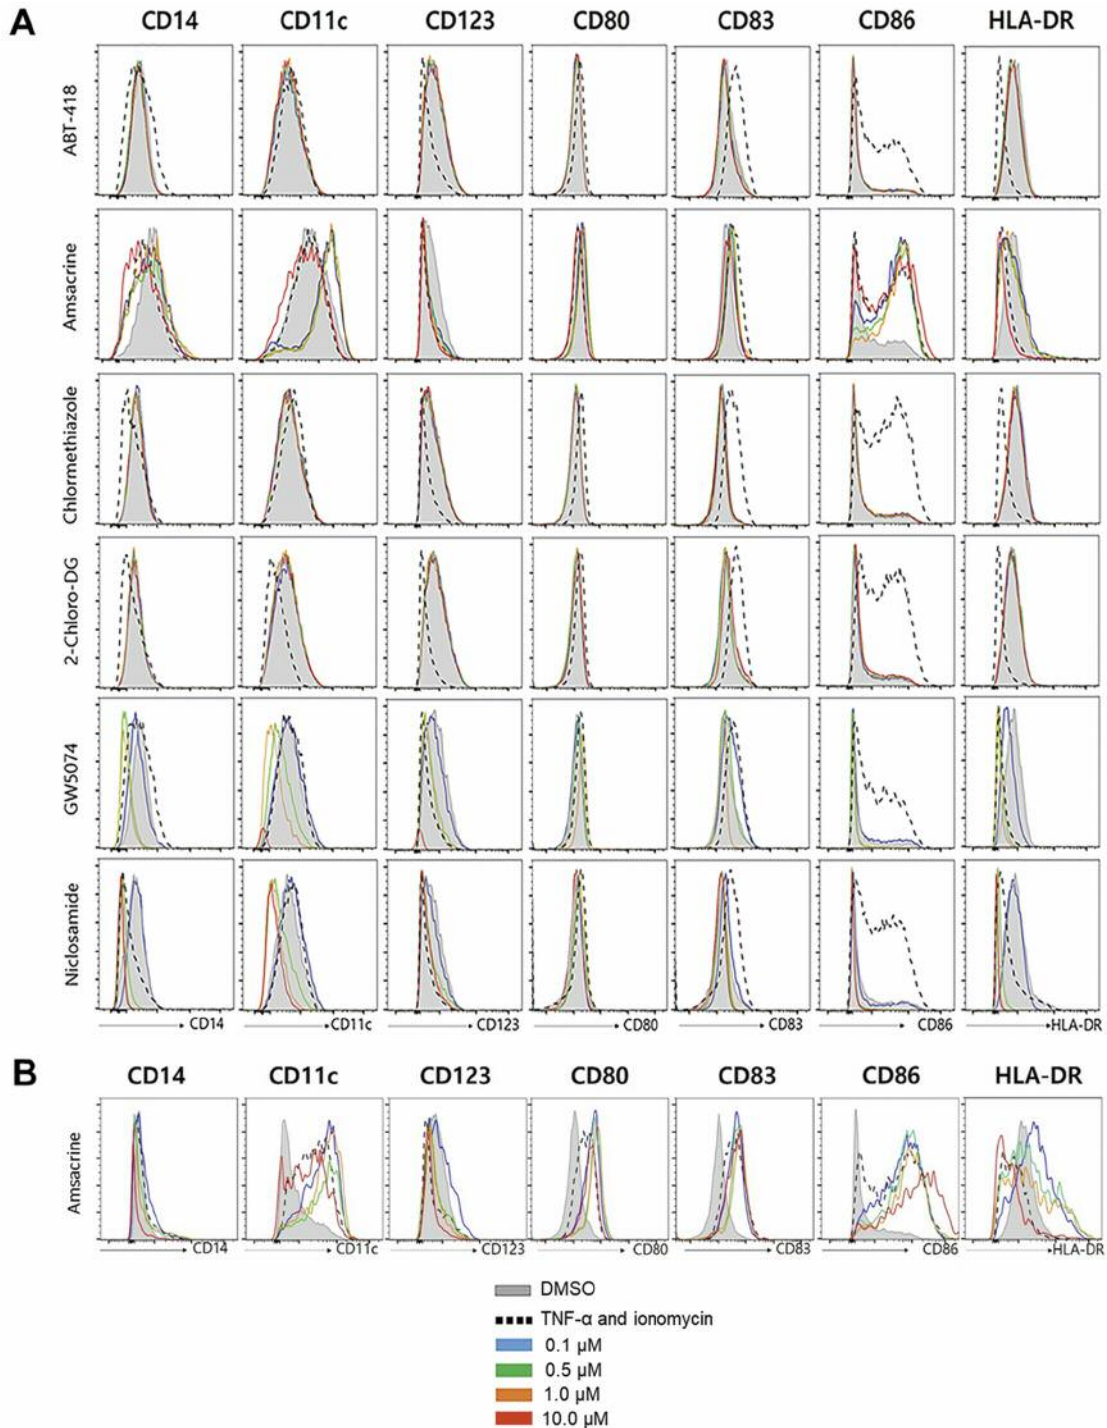 A
CD14 CD11c CD123 CD80 CD83 CD86 HLA-DR
ABT-418
Amsacrine
Chlormethiazole
2-Chloro-DG
GW5074
Niclosamide
CD14 CD11c CD123 CD80 CD83 CD86 HLA-DR
B
CD14 CD11c CD123 CD80 CD83 CD86 HLA-DR
Amsacrine
CD14 CD11c CD123 CD80 CD83 CD86 HLA-DR
DMSO
TNF-α and ionomycin
0.1 μM
0.5 μM
1.0 μM
10.0 μM